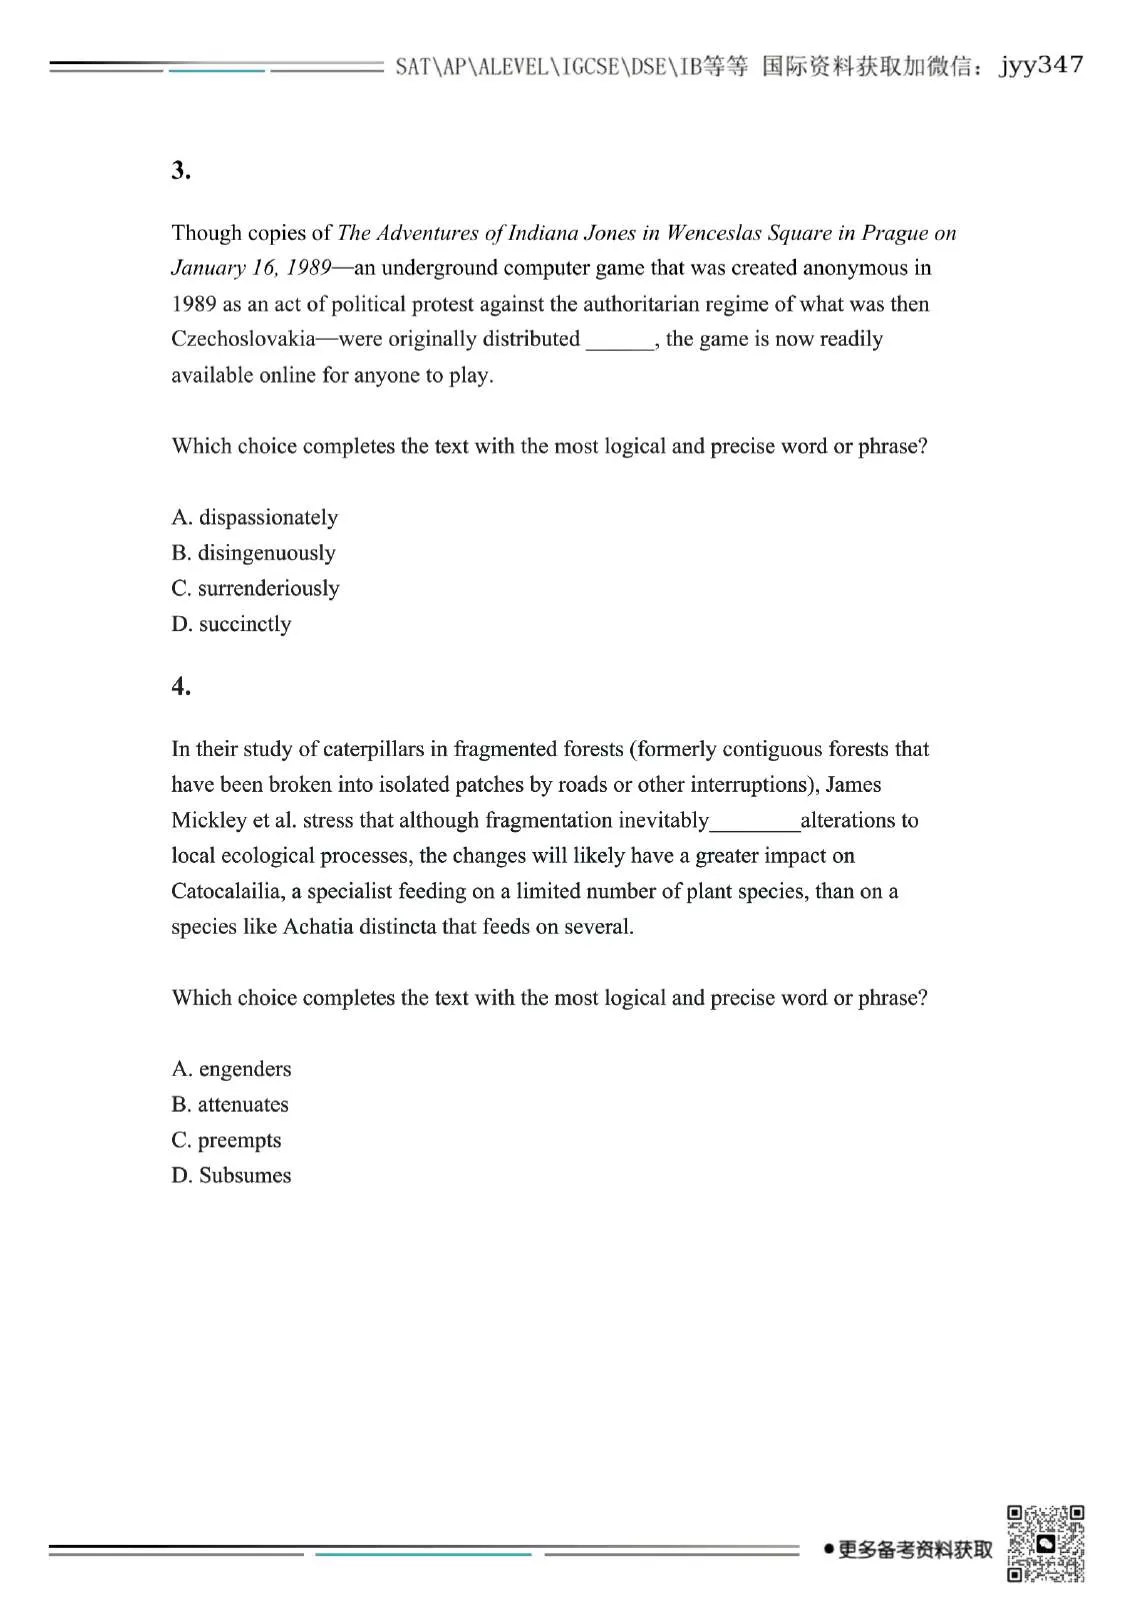 SAT\AP\ALEVEL\IGCSE\DSE\IB等等 国际资料获取加微信: jyy347
3.
Though copies of The Adventures of Indiana Jones in Wenceslas Square in Prague on
January 16, 1989—an underground computer game that was created anonymous in
1989 as an act of political protest against the authoritarian regime of what was then
Czechoslovakia—were originally distributed ______, the game is now readily
available online for anyone to play.
Which choice completes the text with the most logical and precise word or phrase?
A. dispassionately
B. disingenuously
C. surrenderiously
D. succinctly
4.
In their study of caterpillars in fragmented forests (formerly contiguous forests that
have been broken into isolated patches by roads or other interruptions), James
Mickley et al. stress that although fragmentation inevitably________alterations to
local ecological processes, the changes will likely have a greater impact on
Catocalailia, a specialist feeding on a limited number of plant species, than on a
species like Achatia distincta that feeds on several.
Which choice completes the text with the most logical and precise word or phrase?
A. engenders
B. attenuates
C. preempts
D. Subsumes
●更多备考资料获取